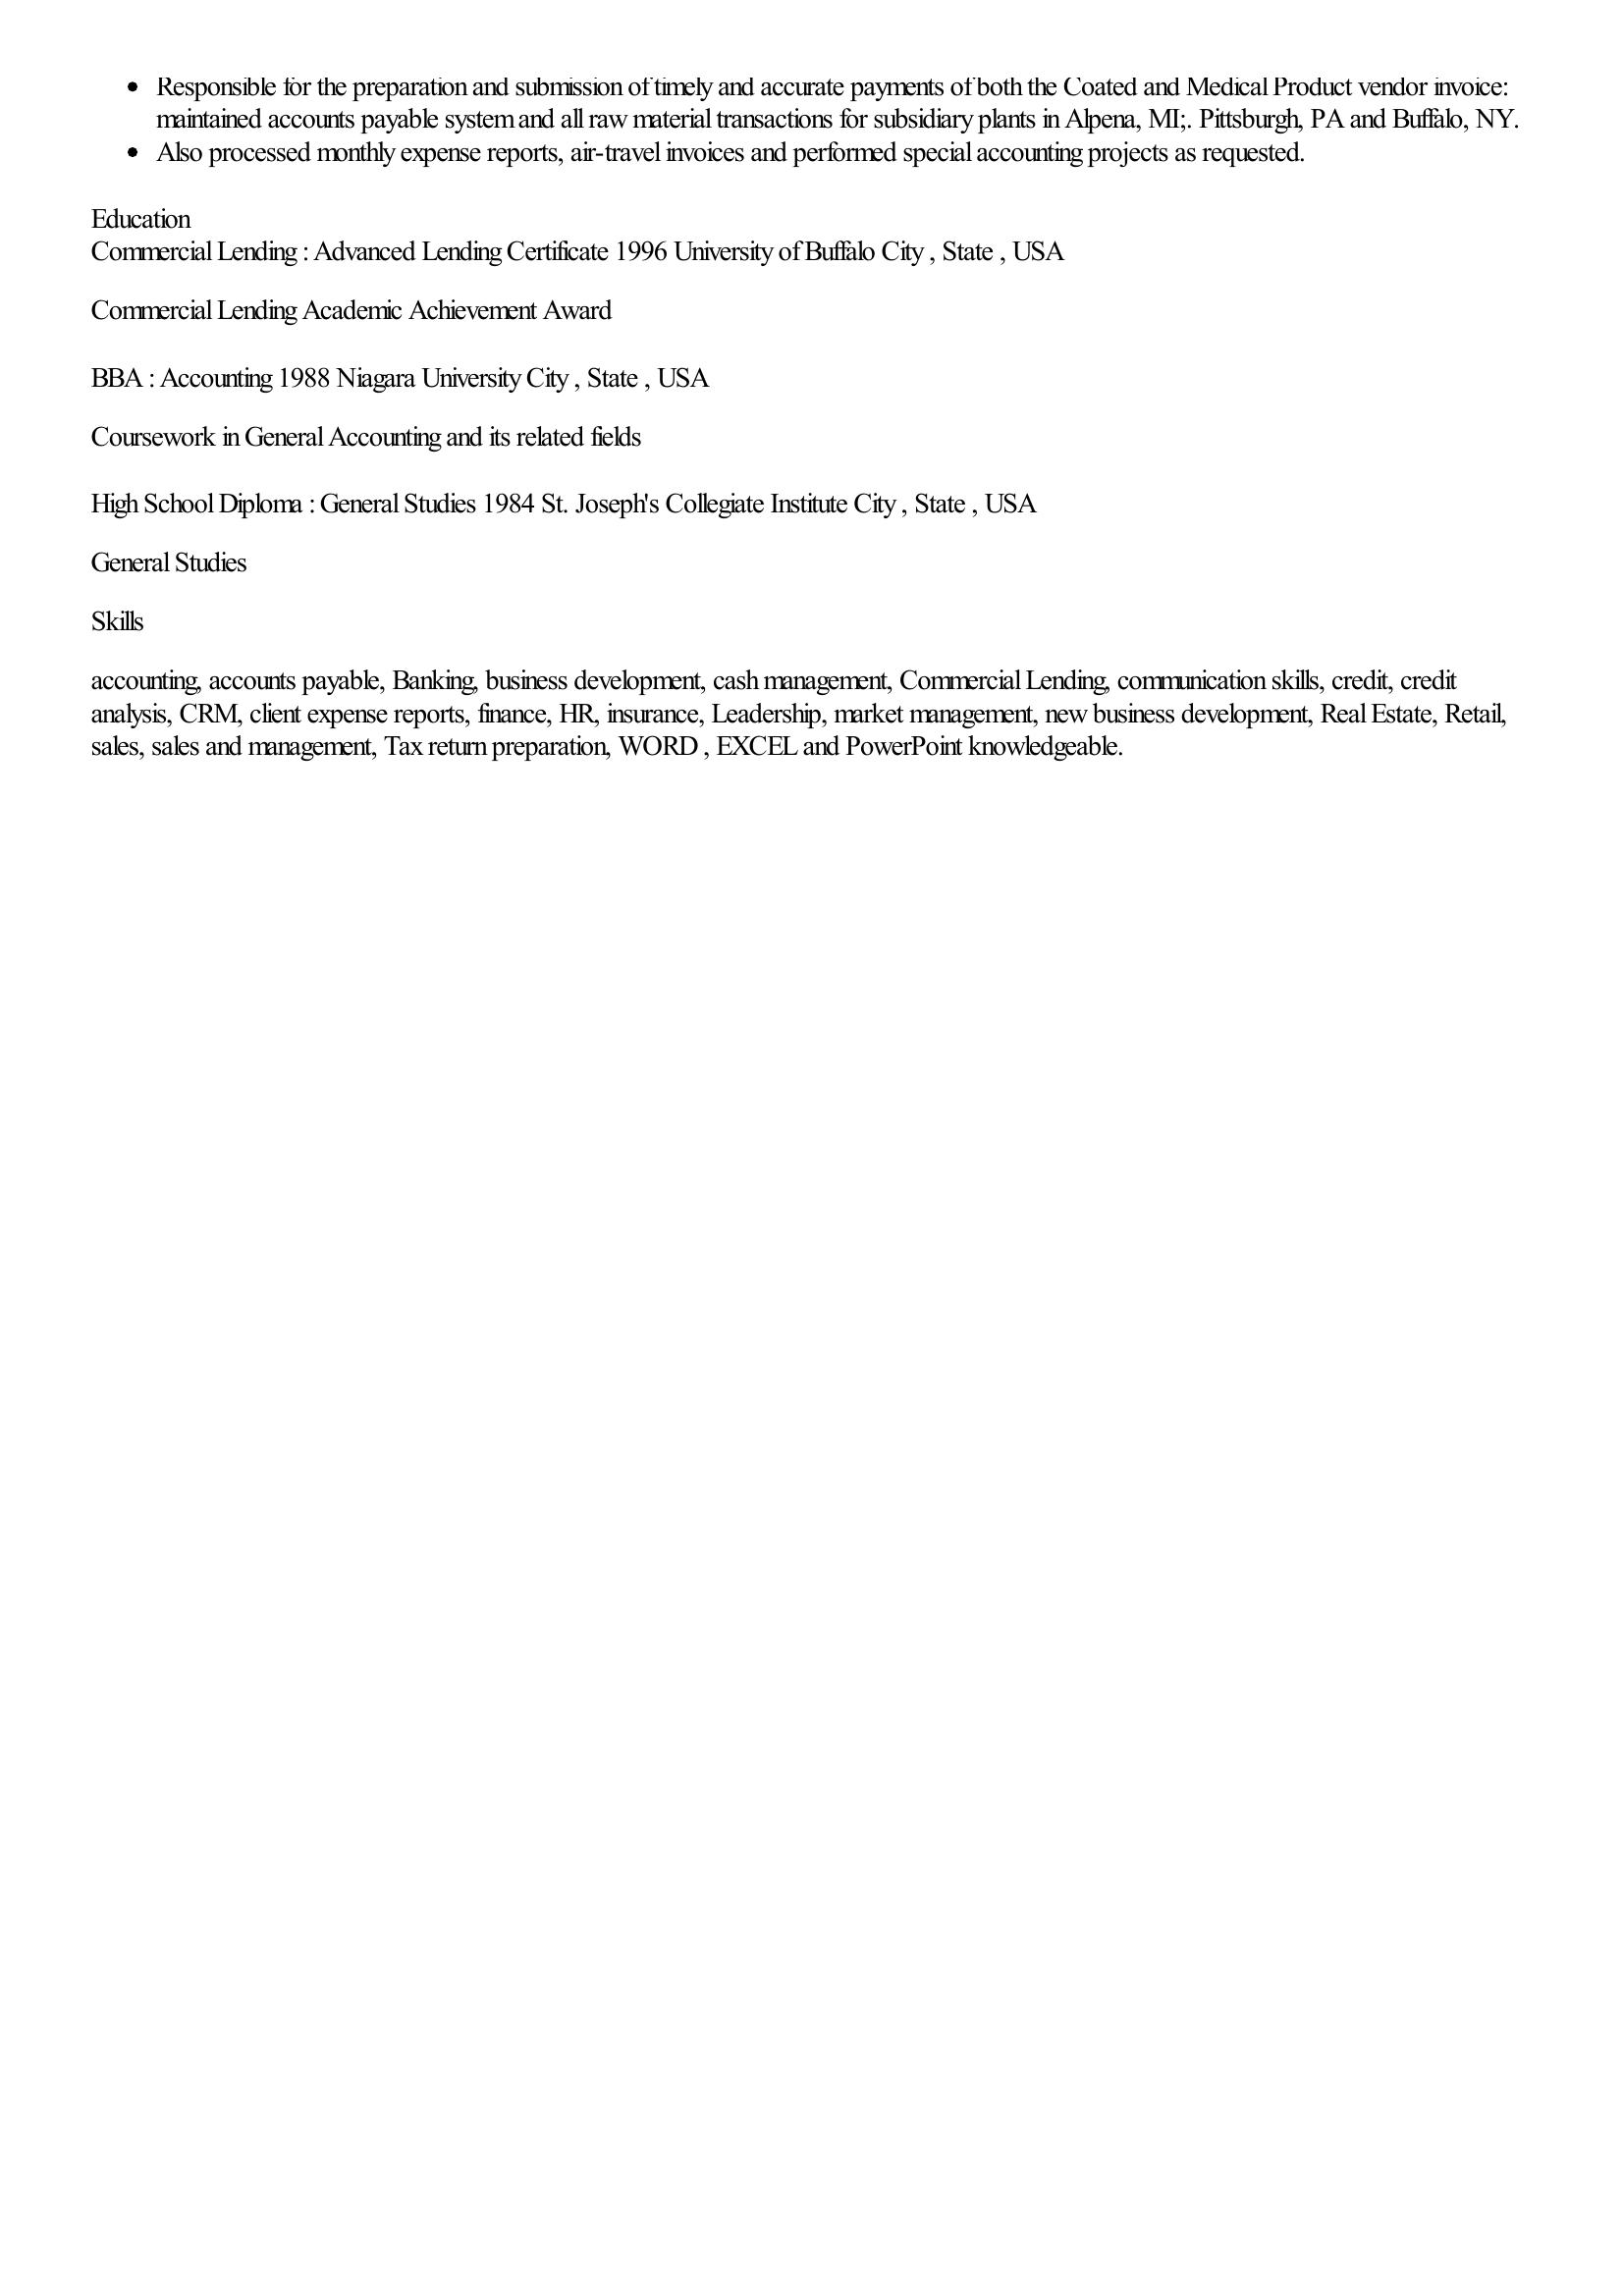 Responsible for the preparation and submission of timely and accurate payments of both the Coated and Medical Product vendor invoice:
maintained accounts payable system and all raw material transactions for subsidiary plants in Alpena, MI;. Pittsburgh, PA and Buffalo, NY.
Also processed monthly expense reports, air-travel invoices and performed special accounting projects as requested.
Education
Commercial Lending : Advanced Lending Certificate 1996 University of Buffalo City , State , USA
Commercial Lending Academic Achievement Award
BBA : Accounting 1988 Niagara University City , State , USA
Coursework in General Accounting and its related fields
High School Diploma : General Studies 1984 St. Joseph's Collegiate Institute City , State , USA
General Studies
Skills
accounting, accounts payable, Banking, business development, cash management, Commercial Lending, communication skills, credit, credit
analysis, CRM, client expense reports, finance, HR, insurance, Leadership, market management, new business development, Real Estate, Retail,
sales, sales and management, Tax return preparation, WORD , EXCEL and PowerPoint knowledgeable.